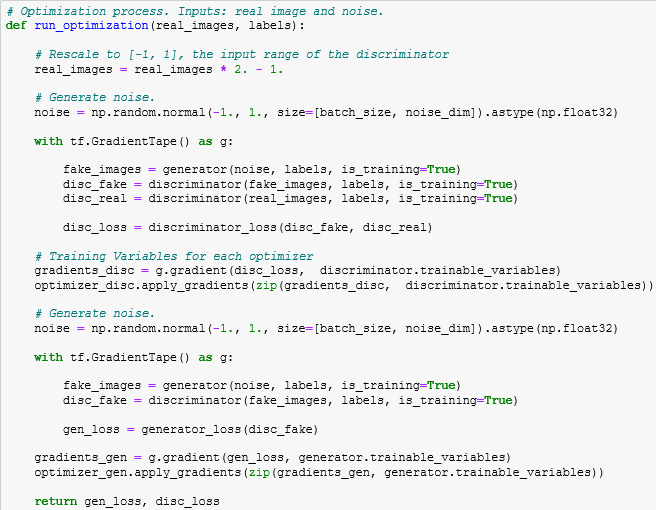 # Optimization process. Inputs: real image and noise.
def run_optimization(real_images, labels):
    # Rescale to [-1, 1], the input range of the discriminator
    real_images = real_images * 2. - 1.
    # Generate noise.
    noise = np.random.normal(-1., 1., size=[batch_size, noise_dim]).astype(np.float32)
    with tf.GradientTape() as g:
        fake_images = generator(noise, labels, is_training=True)
        disc_fake = discriminator(fake_images, labels, is_training=True)
        disc_real = discriminator(real_images, labels, is_training=True)
        disc_loss = discriminator_loss(disc_fake, disc_real)
    # Training Variables for each optimizer
    gradients_disc = g.gradient(disc_loss,  discriminator.trainable_variables)
    optimizer_disc.apply_gradients(zip(gradients_disc,  discriminator.trainable_variables))
    # Generate noise.
    noise = np.random.normal(-1., 1., size=[batch_size, noise_dim]).astype(np.float32)
    with tf.GradientTape() as g:
        fake_images = generator(noise, labels, is_training=True)
        disc_fake = discriminator(fake_images, labels, is_training=True)
        gen_loss = generator_loss(disc_fake)
    gradients_gen = g.gradient(gen_loss, generator.trainable_variables)
    optimizer_gen.apply_gradients(zip(gradients_gen, generator.trainable_variables))
    return gen_loss, disc_loss